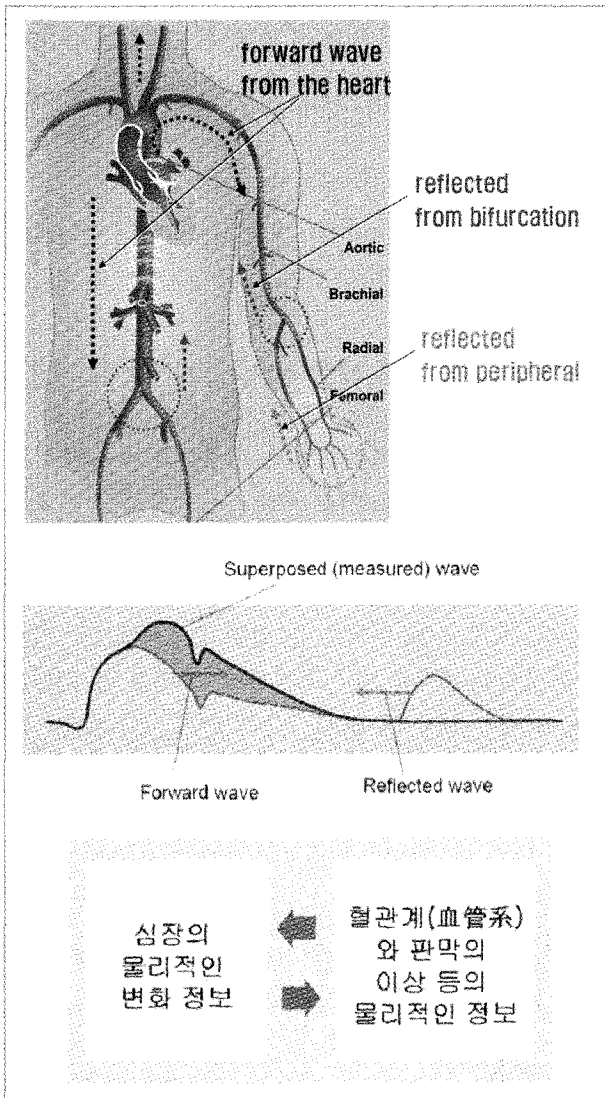 forward wave
from the heart
reflected
from bifurcation
Aortic
Brachial
Radial
reflected
from peripheral
Femoral
Superposed (measured) wave
Forward wave
Reflected wave
심장의
물리적인
변화 정보
혈관계(血管系)
와 판막의
이상 등의
물리적인 정보